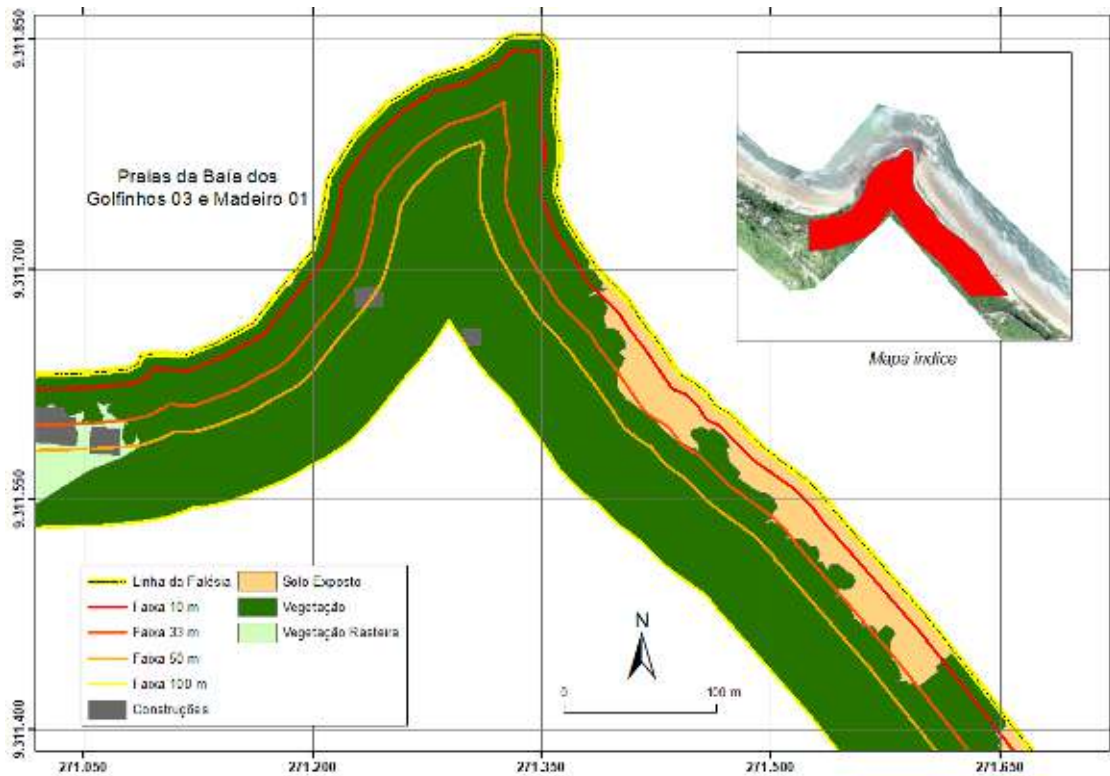 9.311.850
9.311.700
9.311.550
9.311.400
Praias da Baía dos
Golfinhos 03 e Madeiro 01
Mapa índice
Linha da Falésia
Faixa 10 m
Faixa 33 m
Faixa 50 m
Faixa 100 m
Construções
Solo Exposto
Vegetação
Vegetação Rasteira
N
0 100 m
271.050 271.200 271.350 271.500 271.650